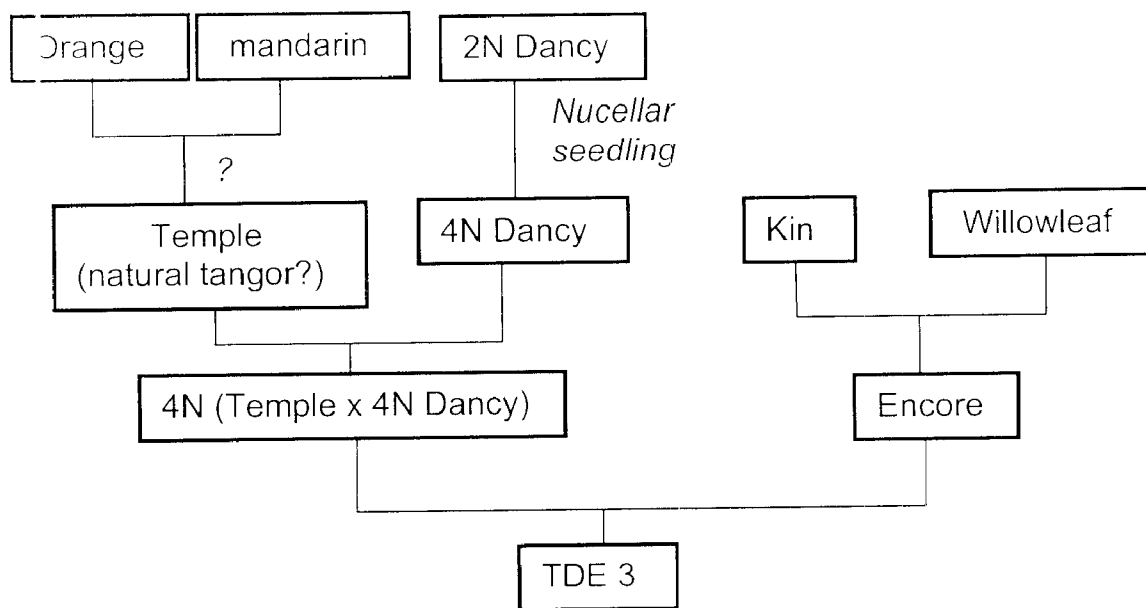 Orange
mandarin
2N Dancy
Nucellar
seedling
?
Temple
(natural tangor?)
4N Dancy
Kin
Willowleaf
4N (Temple x 4N Dancy)
Encore
TDE 3